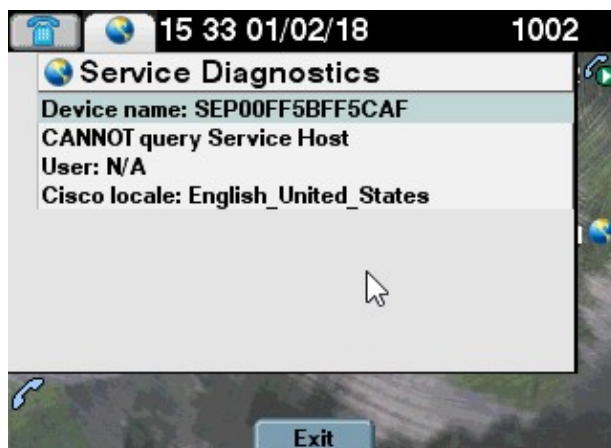 15 33 01/02/18 1002
Service Diagnostics
Device name: SEP00FF5BFF5CAF
CANNOT query Service Host
User: N/A
Cisco locale: English_United_States
Exit